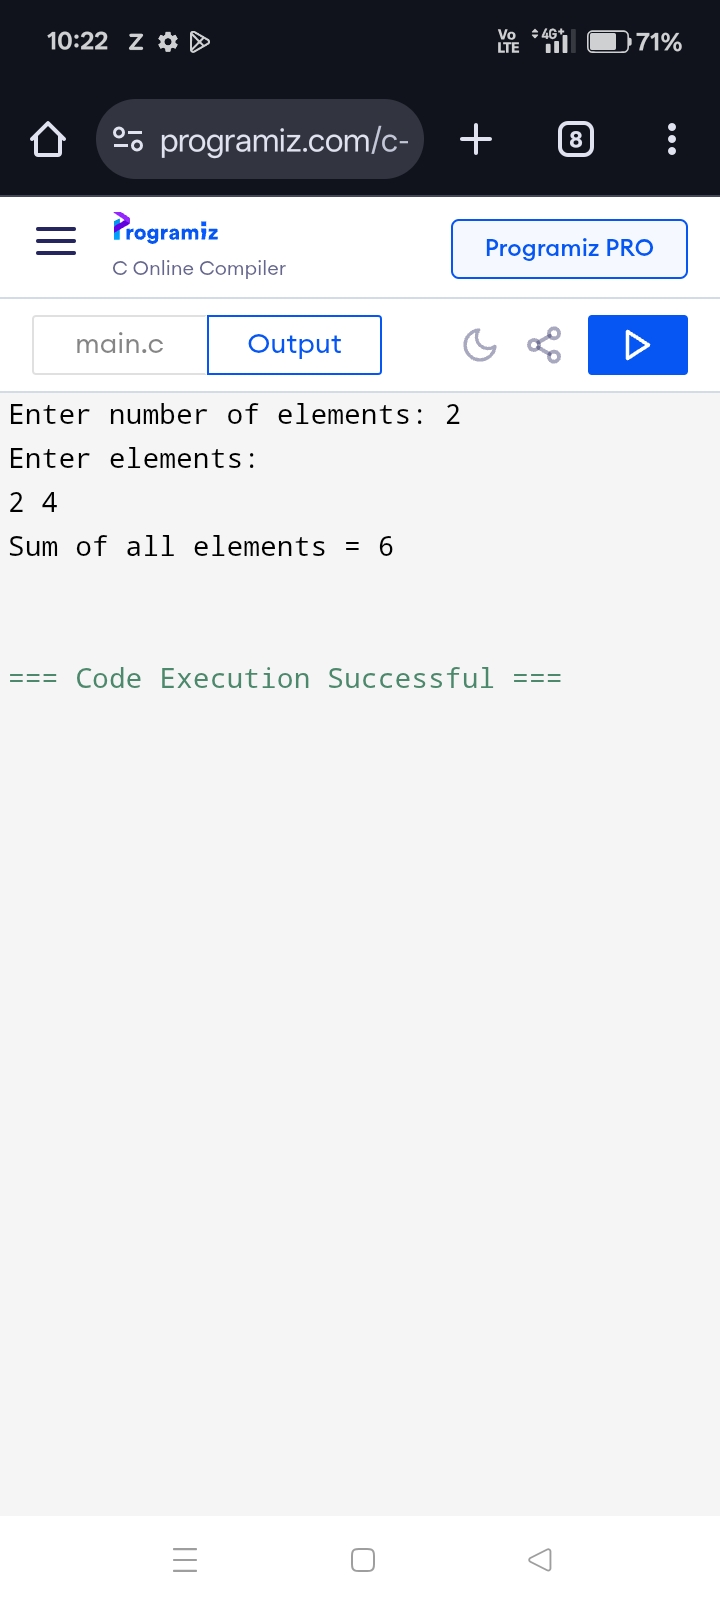 10:22 Z Vo LTE 4G+ 71%
programiz.com/c- 8
Programiz
C Online Compiler
Programiz PRO
main.c Output
Enter number of elements: 2
Enter elements:
2 4
Sum of all elements = 6
=== Code Execution Successful ===